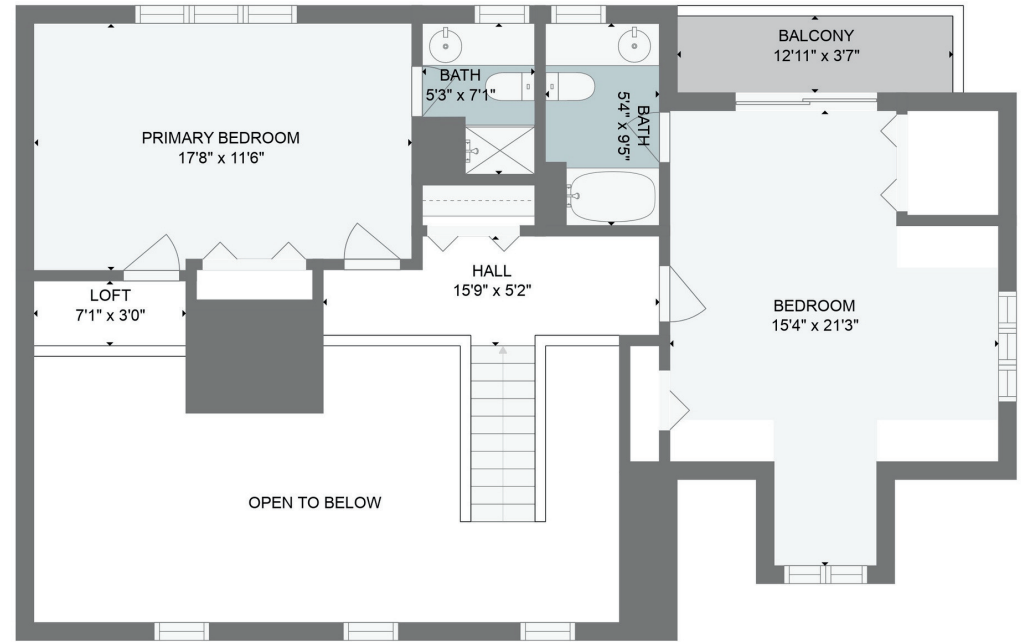 BALCONY
12'11" x 3'7"
BATH
5'3" x 7'1"
BATH
5'4" x 9'5"
PRIMARY BEDROOM
17'8" x 11'6"
HALL
15'9" x 5'2"
LOFT
7'1" x 3'0"
BEDROOM
15'4" x 21'3"
OPEN TO BELOW